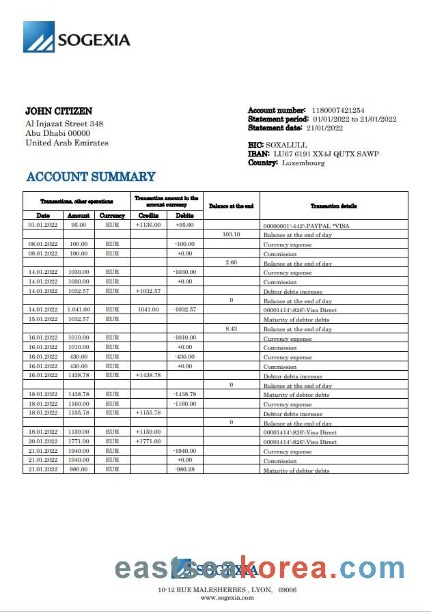 SOGEXIA
JOHN CITIZEN
Al Injazat Street 348
Abu Dhabi 00000
United Arab Emirates
Account number: 1180007421254
Statement period: 01/01/2022 to 21/01/2022
Statement date: 21/01/2022
BIC: SOXALULL
IBAN: LU67 6191 XX4J QUTX SAWP
Country: Luxembourg
ACCOUNT SUMMARY
Transactions, other operations Transaction amount in the account currency Balance at the end Transaction details
Date Amount Currency Credits Debits
01.01.2022 95.00 EUR +1130.00 +95.00 00000001\442\PAYPAL *VISA
103.10 Balance at the end of day
08.01.2022 100.00 EUR -100.00 Currency expense
08.01.2022 100.00 EUR +0.00 Commission
2.60 Balance at the end of day
14.01.2022 1030.00 EUR -1030.00 Currency expense
14.01.2022 1030.00 EUR +0.00 Commission
14.01.2022 1032.57 EUR +1032.57 Debtor debts increase
0 Balance at the end of day
14.01.2022 1.041.60 EUR 1041.00 -1032.57 00001414\826\Visa Direct
15.01.2022 1032.57 EUR Maturity of debtor debts
8.43 Balance at the end of day
16.01.2022 1010.00 EUR -1010.00 Currency expense
16.01.2022 1010.00 EUR +0.00 Commission
16.01.2022 430.00 EUR -430.00 Currency expense
16.01.2022 430.00 EUR +0.00 Commission
16.01.2022 1438.78 EUR +1438.78 Debtor debts increase
0 Balance at the end of day
18.01.2022 1438.78 EUR -1438.78 Maturity of debtor debts
18.01.2022 1160.00 EUR -1160.00 Currency expense
18.01.2022 1155.78 EUR +1155.78 Debtor debts increase
0 Balance at the end of day
18.01.2022 1159.00 EUR +1159.00 00001414\826\Visa Direct
20.01.2022 1771.00 EUR +1771.00 00001414\826\Visa Direct
21.01.2022 1940.00 EUR -1940.00 Currency expense
21.01.2022 1940.00 EUR +0.00 Commission
21.01.2022 980.00 EUR -980.28 Maturity of debtor debts
SOGEXIA
eastseakorea.com
10-12 RUE MALESHERBES , LYON, 69006
www.sogexia.com